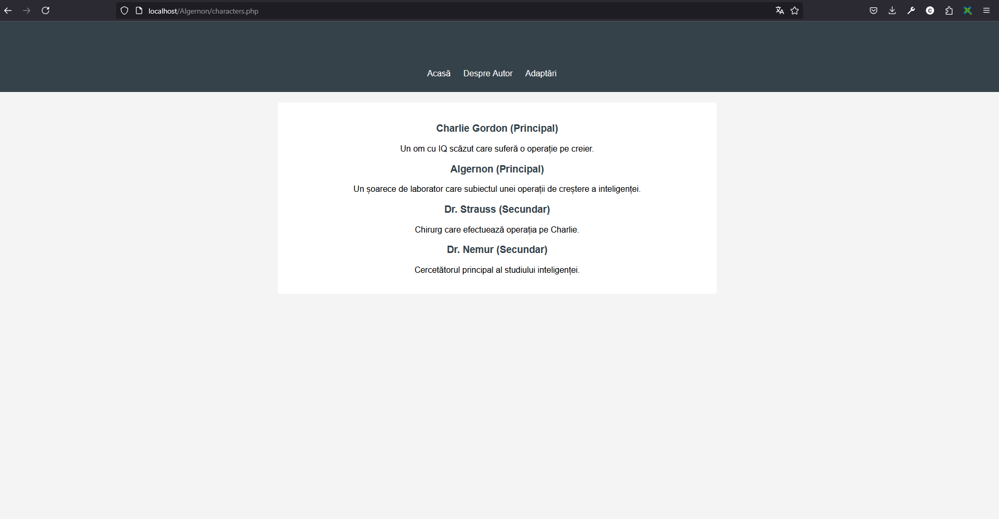 localhost/Algernon/characters.php
Acasă Despre Autor Adaptări
Charlie Gordon (Principal)
Un om cu IQ scăzut care suferă o operație pe creier.
Algernon (Principal)
Un șoarece de laborator care subiectul unei operații de creștere a inteligenței.
Dr. Strauss (Secundar)
Chirurg care efectuează operația pe Charlie.
Dr. Nemur (Secundar)
Cercetătorul principal al studiului inteligenței.